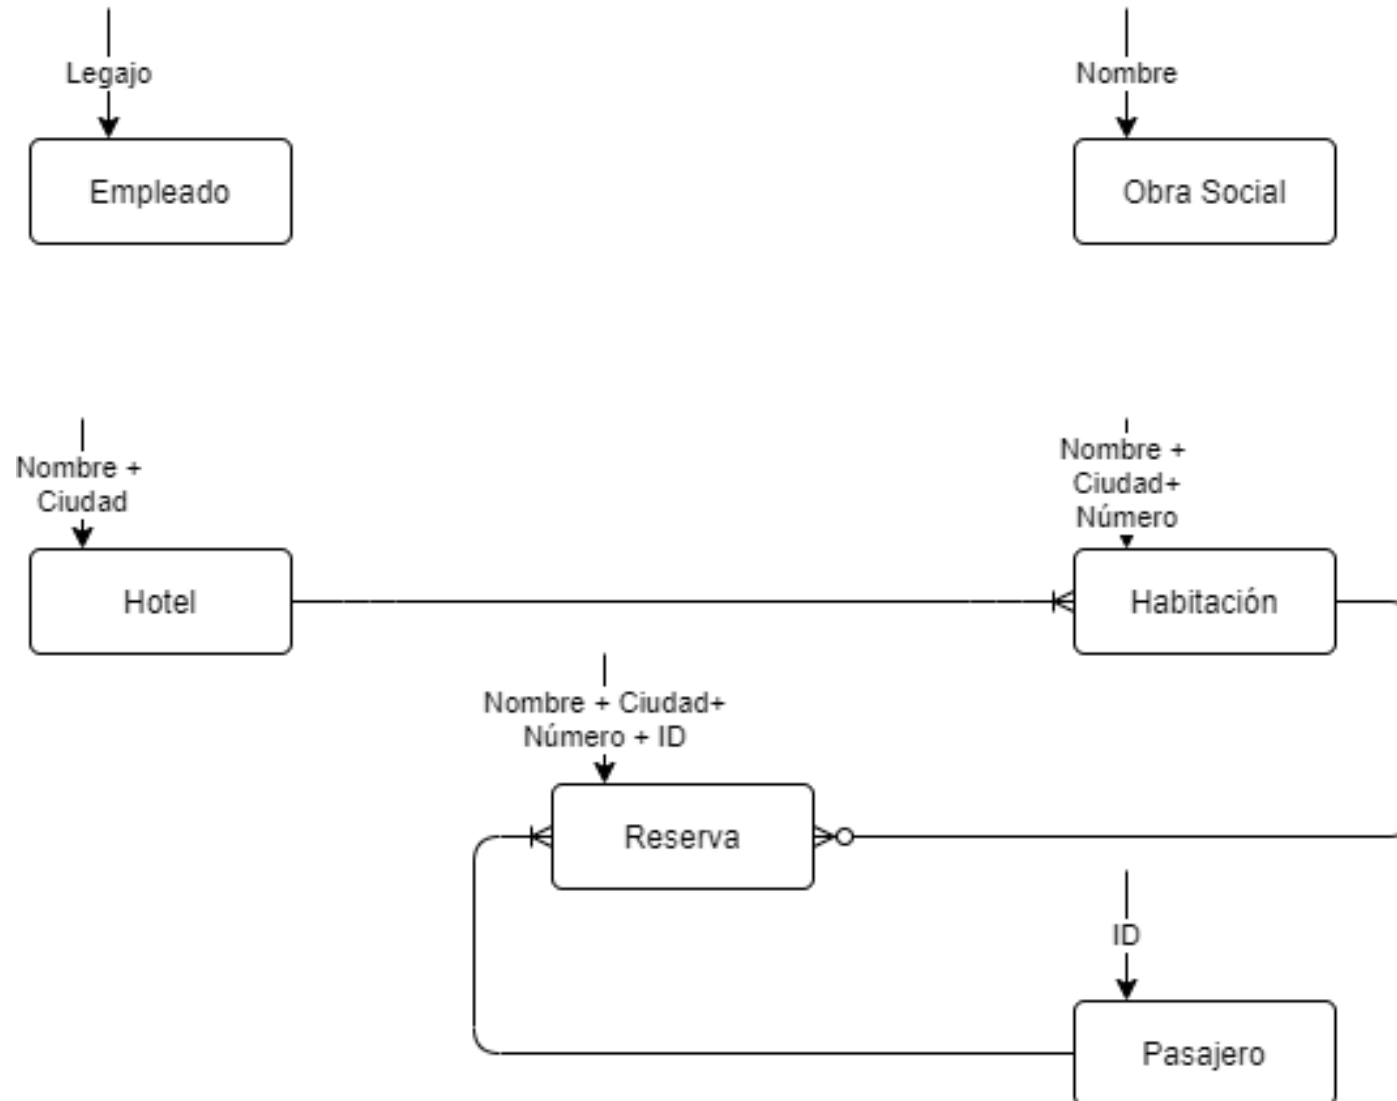 Legajo
Empleado
Nombre
Obra Social
Nombre +
Ciudad
Hotel
Nombre +
Ciudad+
Número
Habitación
Nombre + Ciudad+
Número + ID
Reserva
ID
Pasajero